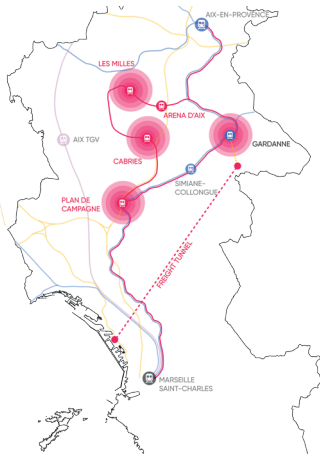 AIX-EN-PROVENCE
LES MILLES
ARENA D'AIX
AIX TGV
GARDANNE
CABRIES
SIMIANE-
COLLONGUE
PLAN DE
CAMPAGNE
FREIGHT TUNNEL
MARSEILLE
SAINT-CHARLES